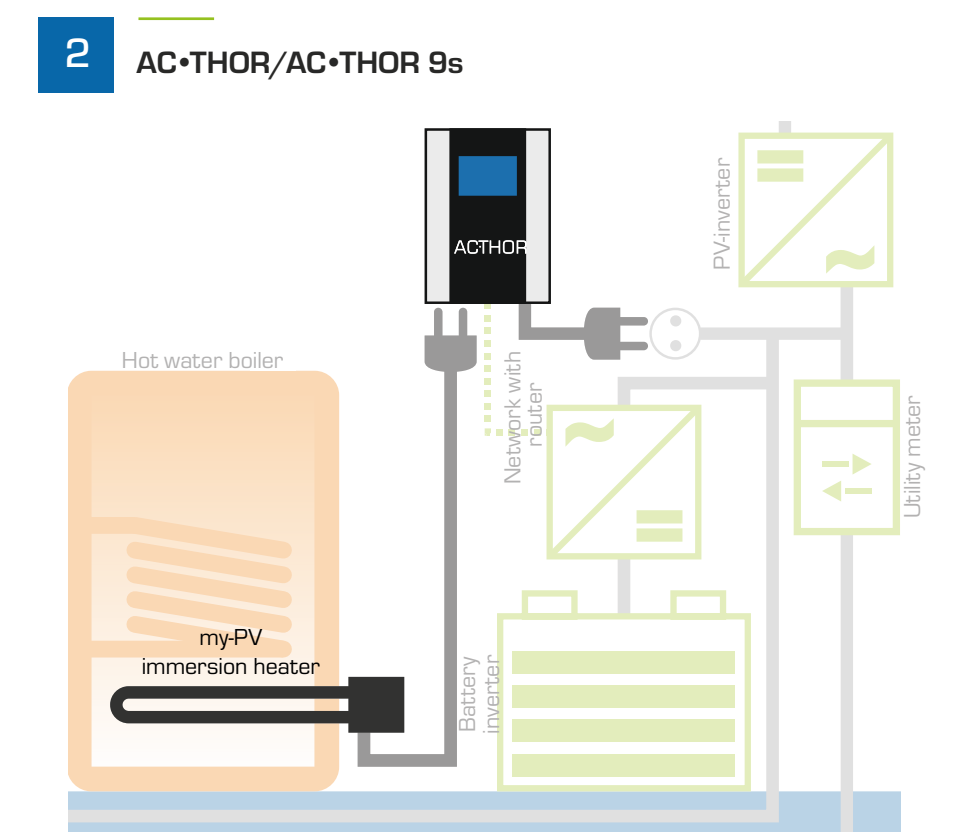 2
AC•THOR/AC•THOR 9s
AC•THOR
PV-inverter
Hot water boiler
Network with
router
Utility meter
my-PV
immersion heater
Battery
inverter